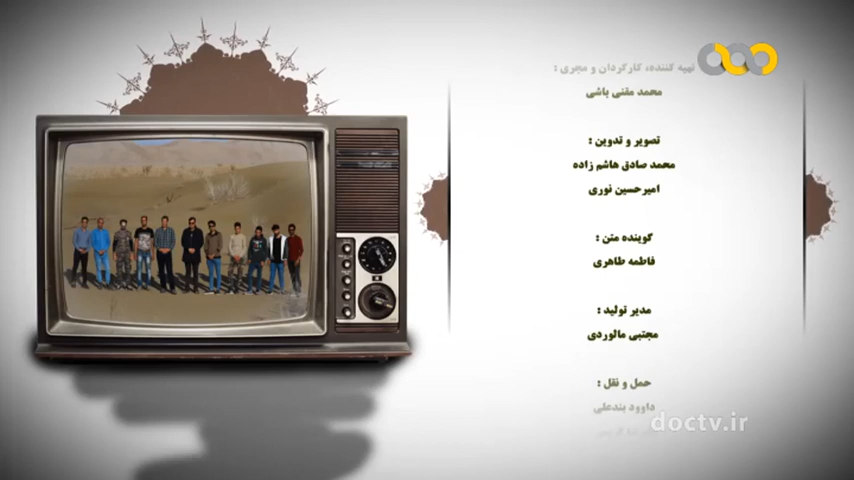 تهیه کننده، کارگردان و مجری :
محمد مقنی باشی
تصویر و تدوین :
محمد صادق هاشم زاده
امیرحسین نوری
گوینده متن :
فاطمه طاهری
مدیر تولید :
مجتبی مالوردی
حمل و نقل :
داوود بندعلی
doctv.ir